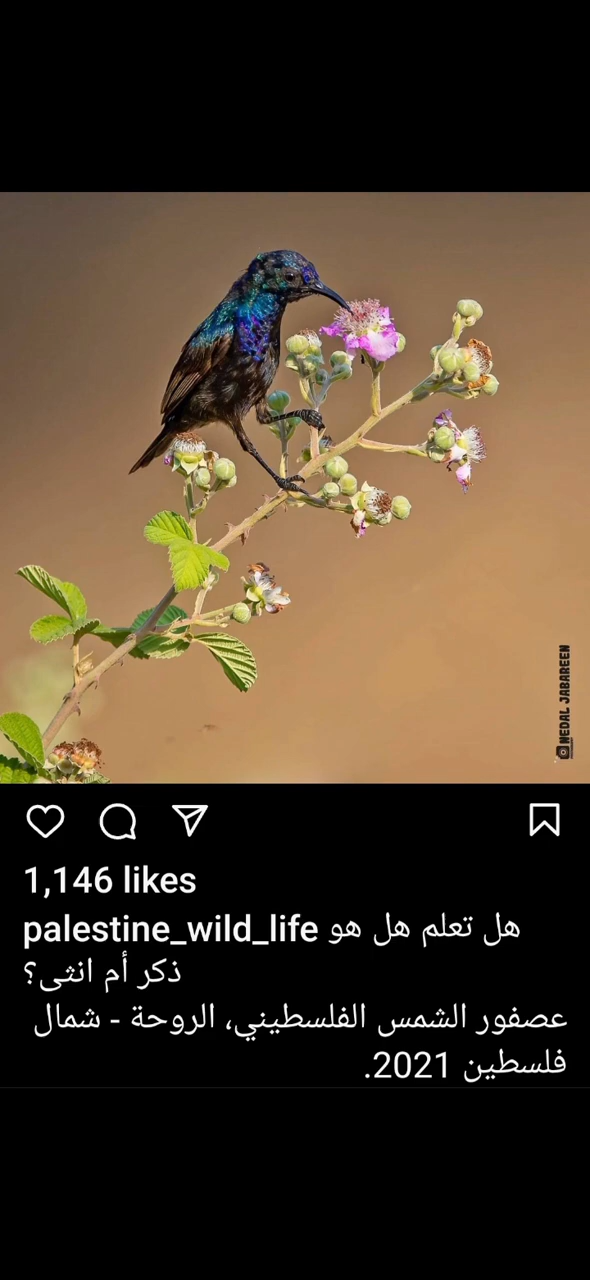 NEDAL JABAREEN
1,146 likes
palestine_wild_life هل تعلم هل هو
ذكر أم انثى؟
عصفور الشمس الفلسطيني، الروحة - شمال
فلسطين 2021.